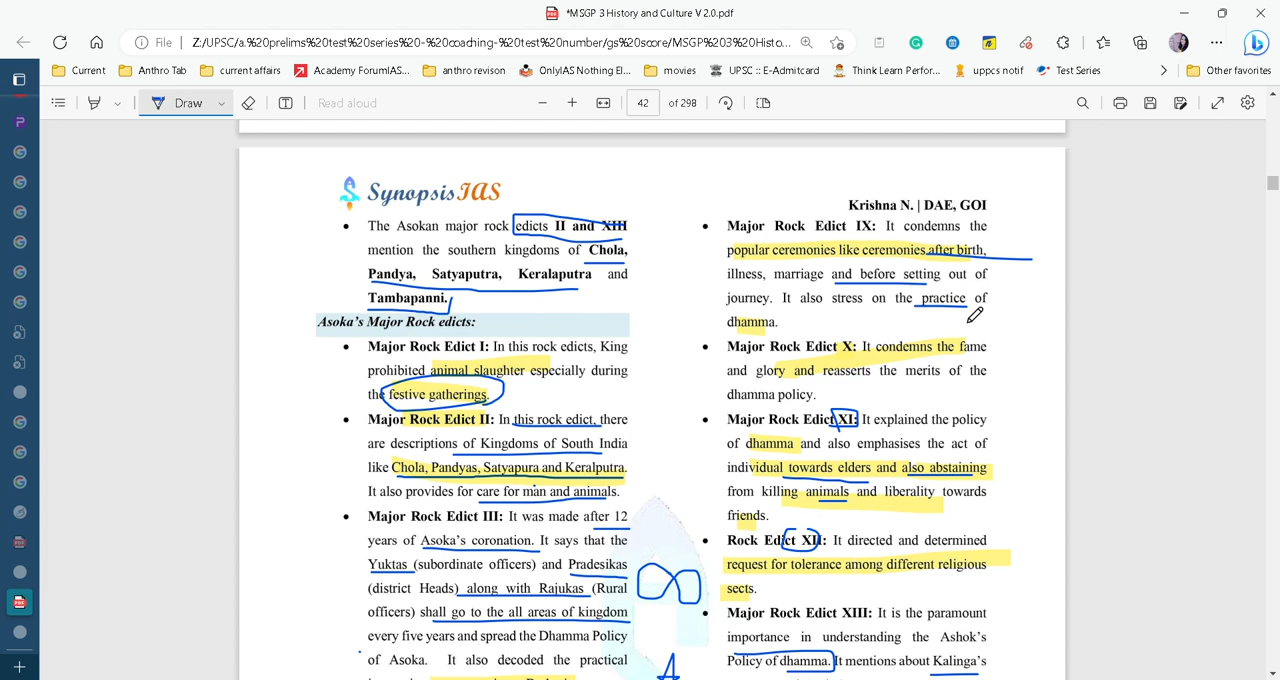 *MSGP 3 History and Culture V 2.0.pdf
File
Z:/UPSC/a.%20prelims%20test%20series%20-%20coaching-%20test%20number/gs%20score/MSGP%203%20Histo...
Current
Anthro Tab
current affairs
Academy ForumIAS...
anthro revison
OnlyIAS Nothing El...
movies
UPSC :: E-Admitcard
Think Learn Perfor...
uppcs notif
Test Series
Other favorites
Draw
Read aloud
42
of 298
Synopsis IAS
Krishna N. | DAE, GOI
The Asokan major rock edicts II and XIII
mention the southern kingdoms of Chola,
Pandya, Satyaputra, Keralaputra and
Tambapanni.
Asoka's Major Rock edicts:
Major Rock Edict I: In this rock edicts, King
prohibited animal slaughter especially during
the festive gatherings.
Major Rock Edict II: In this rock edict, there
are descriptions of Kingdoms of South India
like Chola, Pandyas, Satyapura and Keralputra.
It also provides for care for man and animals.
Major Rock Edict III: It was made after 12
years of Asoka's coronation. It says that the
Yuktas (subordinate officers) and Pradesikas
(district Heads) along with Rajukas (Rural
officers) shall go to the all areas of kingdom
every five years and spread the Dhamma Policy
of Asoka. It also decoded the practical
Major Rock Edict IX: It condemns the
popular ceremonies like ceremonies after birth,
illness, marriage and before setting out of
journey. It also stress on the practice of
dhamma.
Major Rock Edict X: It condemns the fame
and glory and reasserts the merits of the
dhamma policy.
Major Rock Edict XI: It explained the policy
of dhamma and also emphasises the act of
individual towards elders and also abstaining
from killing animals and liberality towards
friends.
Rock Edict XII: It directed and determined
request for tolerance among different religious
sects.
Major Rock Edict XIII: It is the paramount
importance in understanding the Ashok's
Policy of dhamma. It mentions about Kalinga's